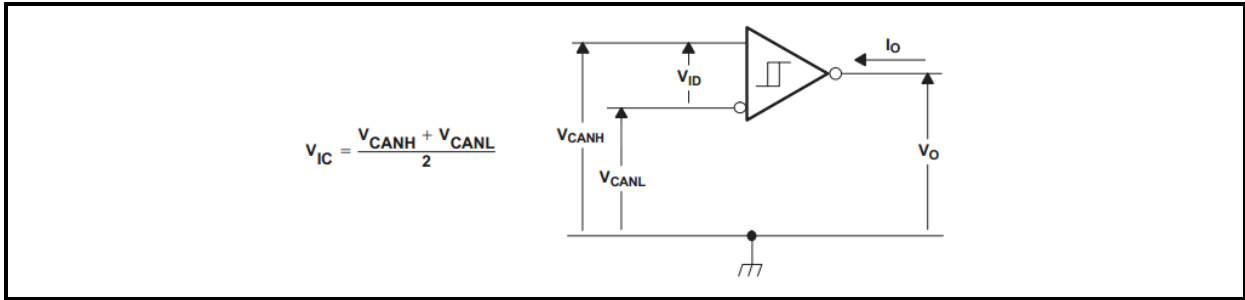 V_IC = (V_CANH + V_CANL) / 2
V_ID
V_CANH
V_CANL
I_O
V_O